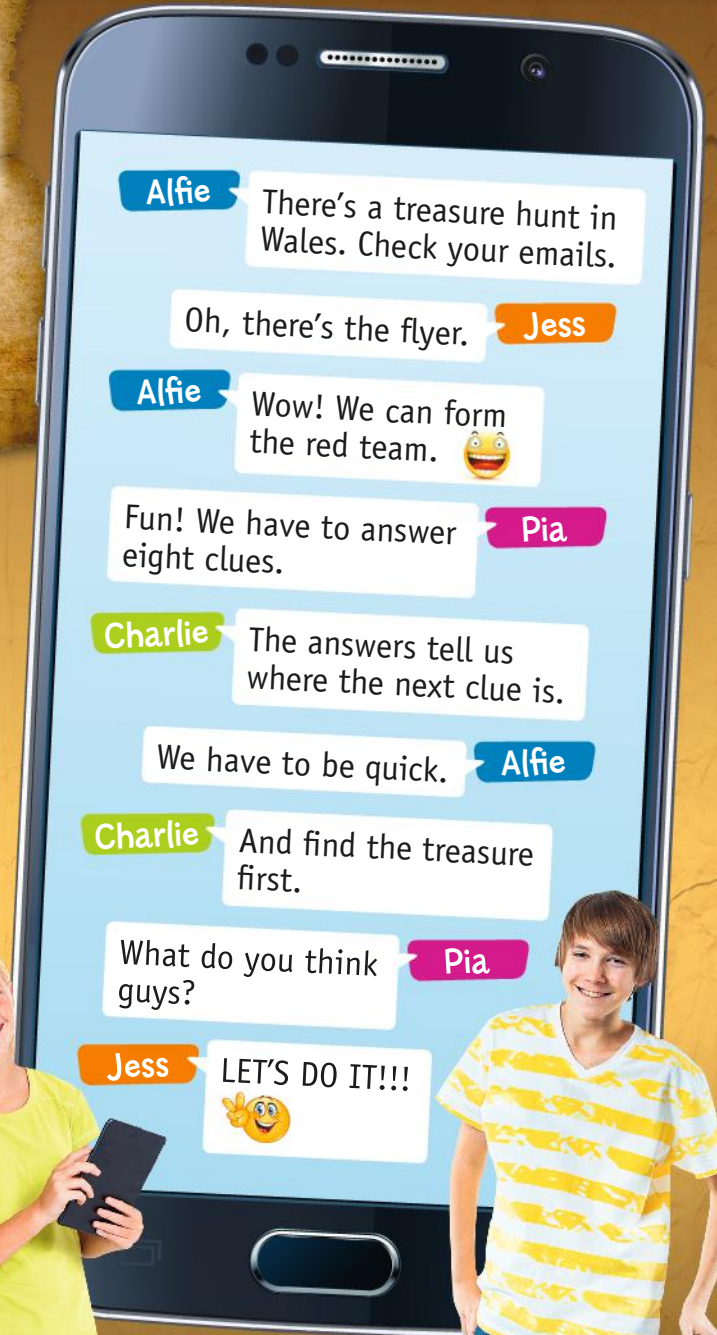 Alfie
There's a treasure hunt in
Wales. Check your emails.
Oh, there's the flyer.
Jess
Alfie
Wow! We can form
the red team.
Fun! We have to answer
eight clues.
Pia
Charlie
The answers tell us
where the next clue is.
We have to be quick.
Alfie
Charlie
And find the treasure
first.
What do you think
guys?
Pia
Jess
LET'S DO IT!!!